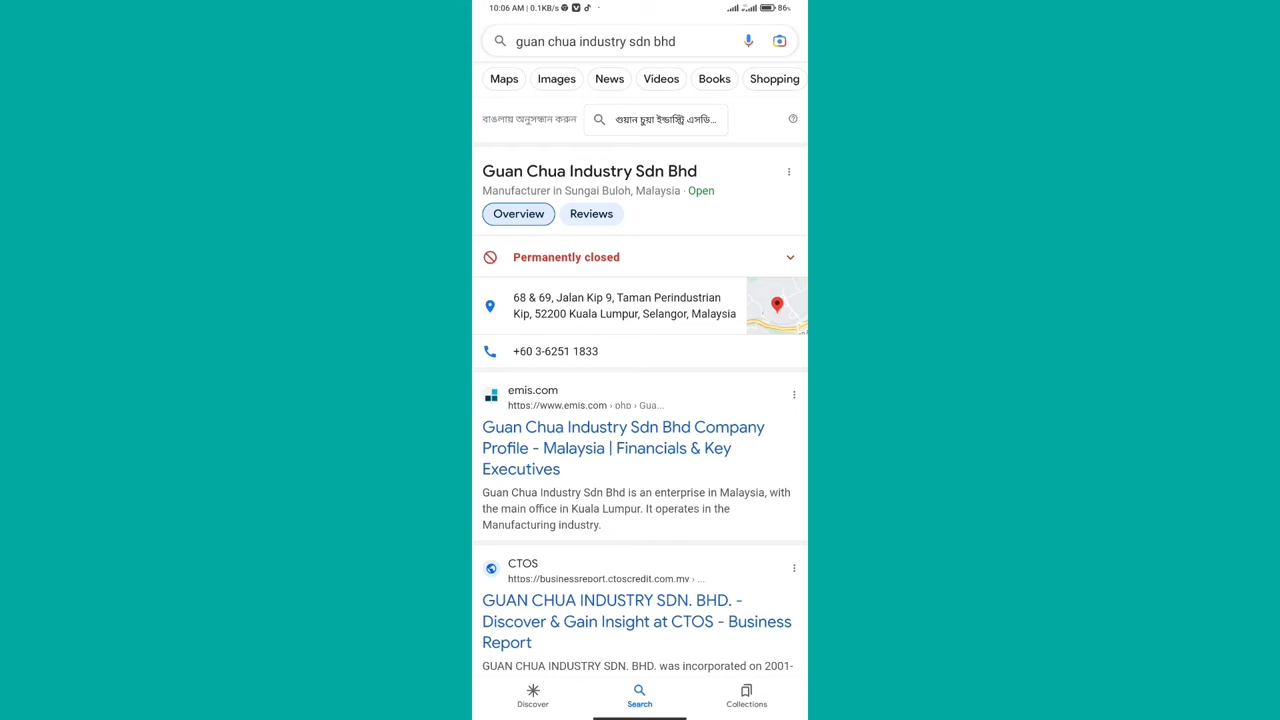 10:06 AM | 0.1KB/s
86%
guan chua industry sdn bhd
Maps Images News Videos Books Shopping
বাঙলায় অনুসন্ধান করুন গুয়ান চুয়া ইন্ডাস্ট্রি এসডি...
Guan Chua Industry Sdn Bhd
Manufacturer in Sungai Buloh, Malaysia · Open
Overview Reviews
Permanently closed
68 & 69, Jalan Kip 9, Taman Perindustrian
Kip, 52200 Kuala Lumpur, Selangor, Malaysia
+60 3-6251 1833
emis.com
https://www.emis.com › php › Gua...
Guan Chua Industry Sdn Bhd Company
Profile - Malaysia | Financials & Key
Executives
Guan Chua Industry Sdn Bhd is an enterprise in Malaysia, with
the main office in Kuala Lumpur. It operates in the
Manufacturing industry.
CTOS
https://businessreport.ctoscredit.com.my › ...
GUAN CHUA INDUSTRY SDN. BHD. -
Discover & Gain Insight at CTOS - Business
Report
GUAN CHUA INDUSTRY SDN. BHD. was incorporated on 2001-
Discover Search Collections